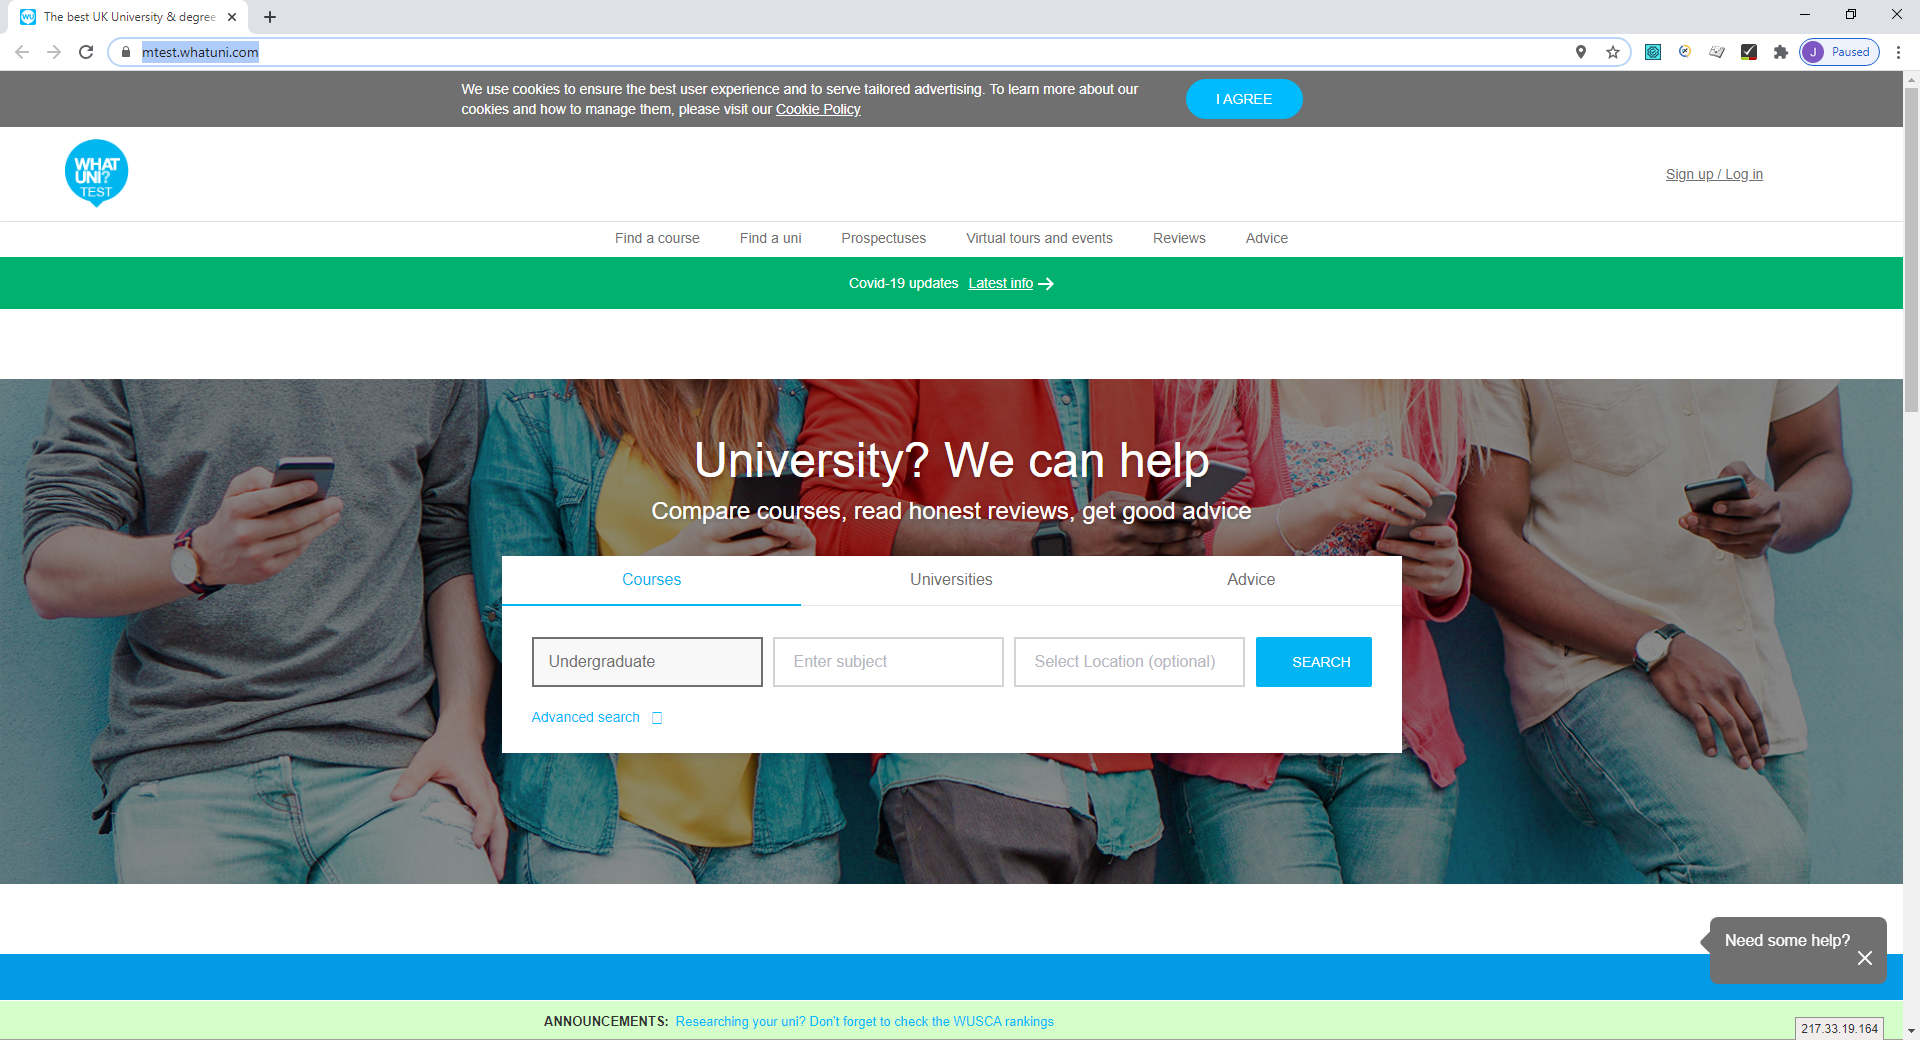 The best UK University & degree
mtest.whatuni.com
J Paused
We use cookies to ensure the best user experience and to serve tailored advertising. To learn more about our
cookies and how to manage them, please visit our Cookie Policy
I AGREE
WHAT
UNI?
TEST
Sign up / Log in
Find a course Find a uni Prospectuses Virtual tours and events Reviews Advice
Covid-19 updates Latest info
University? We can help
Compare courses, read honest reviews, get good advice
Courses Universities Advice
Undergraduate Enter subject Select Location (optional) SEARCH
Advanced search
Need some help?
ANNOUNCEMENTS: Researching your uni? Don't forget to check the WUSCA rankings
217.33.19.164